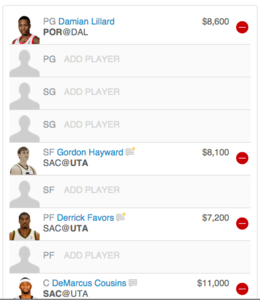 PG Damian Lillard $8,600
POR@DAL
PG ADD PLAYER
SG ADD PLAYER
SG ADD PLAYER
SF Gordon Hayward $8,100
SAC@UTA
SF ADD PLAYER
PF Derrick Favors $7,200
SAC@UTA
PF ADD PLAYER
C DeMarcus Cousins $11,000
SAC@UTA